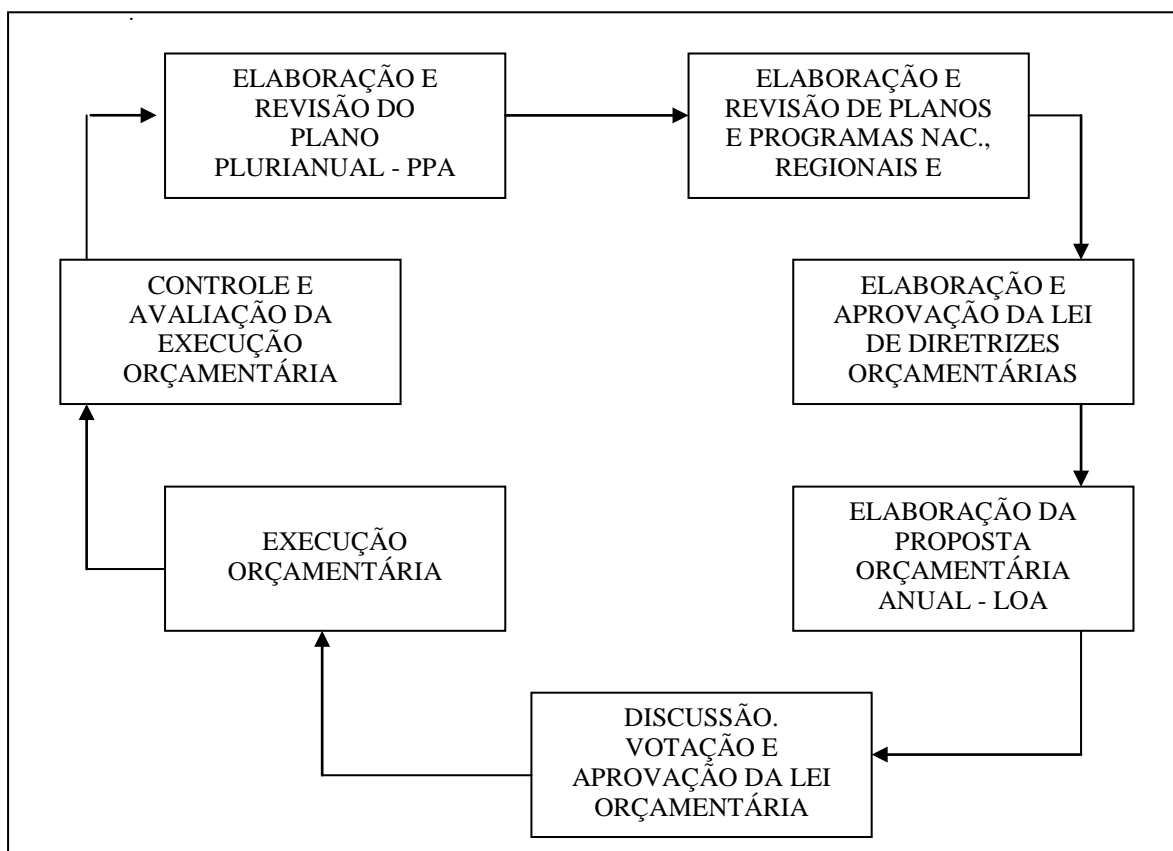 ELABORAÇÃO E
REVISÃO DO
PLANO
PLURIANUAL - PPA
ELABORAÇÃO E
REVISÃO DE PLANOS
E PROGRAMAS NAC.,
REGIONAIS E
ELABORAÇÃO E
APROVAÇÃO DA LEI
DE DIRETRIZES
ORÇAMENTÁRIAS
ELABORAÇÃO DA
PROPOSTA
ORÇAMENTÁRIA
ANUAL - LOA
DISCUSSÃO.
VOTAÇÃO E
APROVAÇÃO DA LEI
ORÇAMENTÁRIA
EXECUÇÃO
ORÇAMENTÁRIA
CONTROLE E
AVALIAÇÃO DA
EXECUÇÃO
ORÇAMENTÁRIA